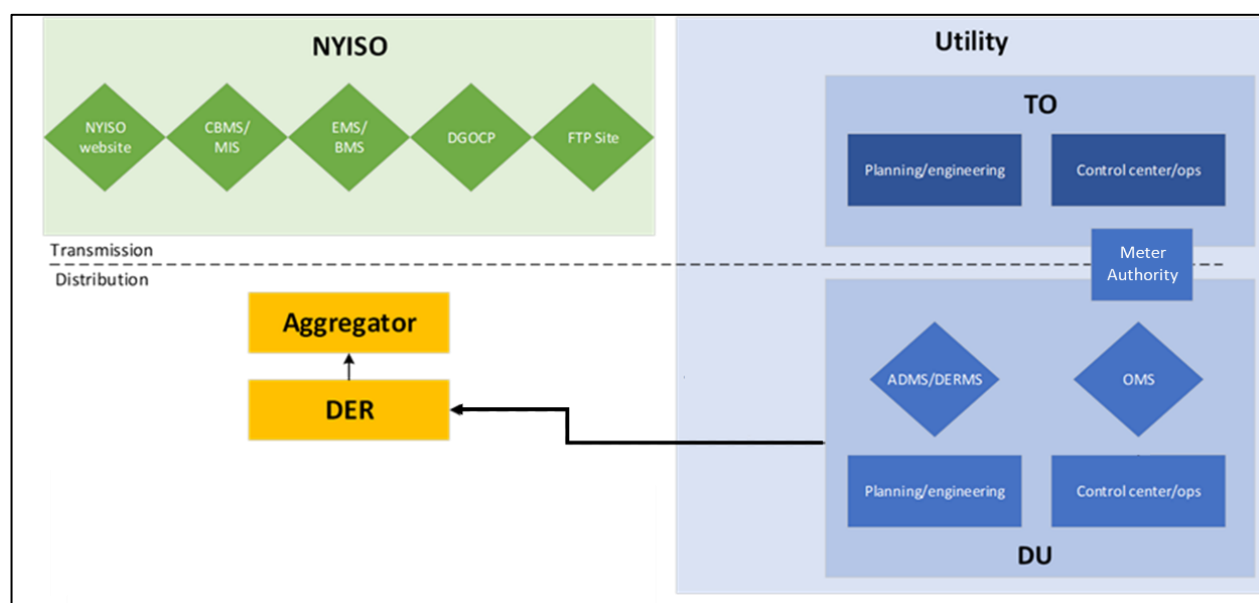 NYISO
NYISO
website
CBMS/
MIS
EMS/
BMS
DGOCP
FTP Site
Utility
TO
Planning/engineering
Control center/ops
Meter
Authority
Transmission
Distribution
Aggregator
DER
ADMS/DERMS
OMS
Planning/engineering
Control center/ops
DU